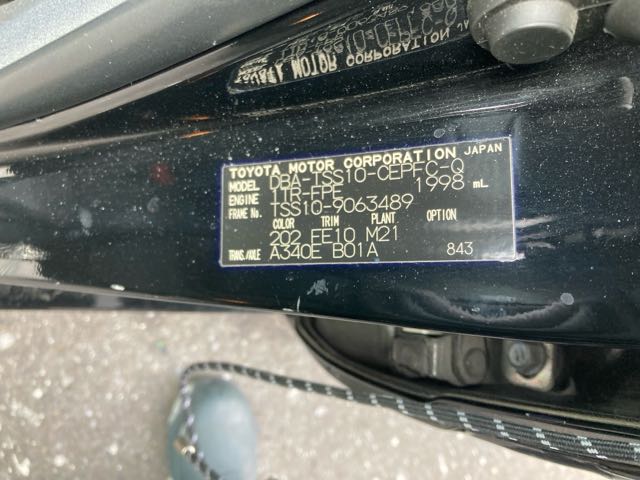 TOYOTA MOTOR CORPORATION JAPAN
MODEL DBA-TSS10-CEPFC-Q
ENGINE 1TR-FPE 1998 mL
FRAME No. TSS10-9063489
COLOR TRIM PLANT OPTION
202 FE10 M21
TRANS./AXLE A340E B01A 843